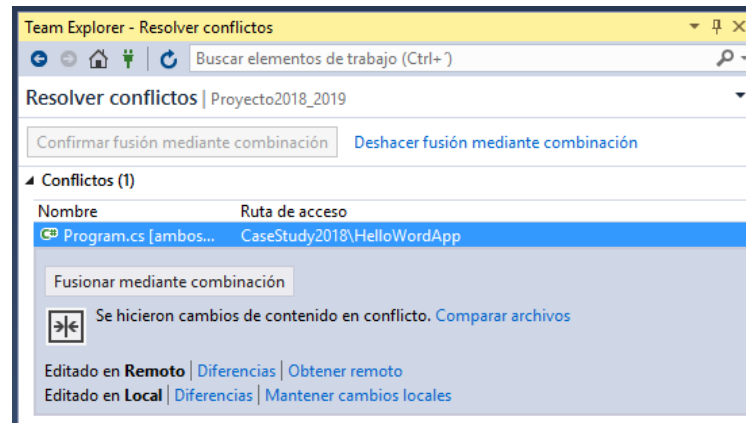 Team Explorer - Resolver conflictos
Buscar elementos de trabajo (Ctrl+´)
Resolver conflictos | Proyecto2018_2019
Confirmar fusión mediante combinación Deshacer fusión mediante combinación
Conflictos (1)
Nombre Ruta de acceso
C# Program.cs [ambos... CaseStudy2018\HelloWordApp
Fusionar mediante combinación
Se hicieron cambios de contenido en conflicto. Comparar archivos
Editado en Remoto | Diferencias | Obtener remoto
Editado en Local | Diferencias | Mantener cambios locales